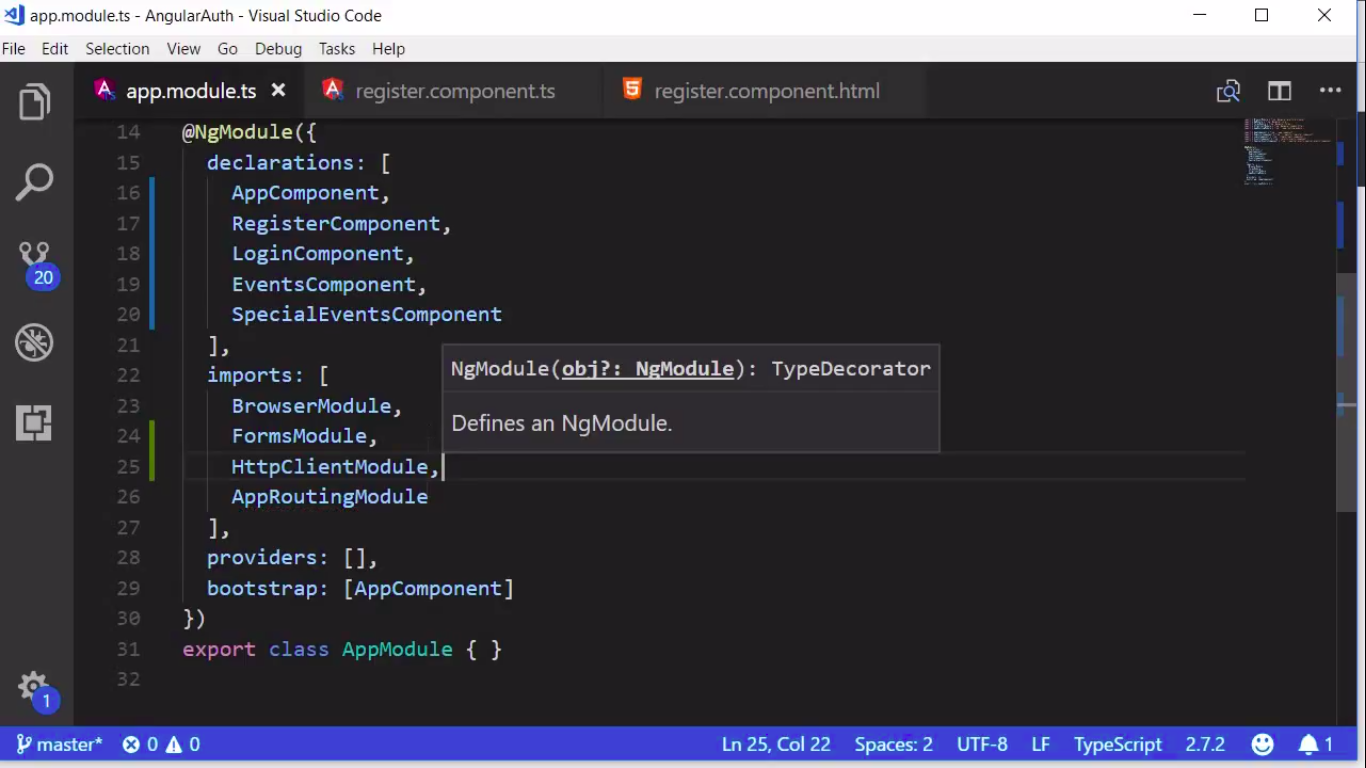 app.module.ts - AngularAuth - Visual Studio Code
File Edit Selection View Go Debug Tasks Help
app.module.ts register.component.ts register.component.html
14 @NgModule({
15 declarations: [
16 AppComponent,
17 RegisterComponent,
18 LoginComponent,
19 EventsComponent,
20 SpecialEventsComponent
21 ],
22 imports: [
NgModule(obj?: NgModule): TypeDecorator
23 BrowserModule,
Defines an NgModule.
24 FormsModule,
25 HttpClientModule,
26 AppRoutingModule
27 ],
28 providers: [],
29 bootstrap: [AppComponent]
30 })
31 export class AppModule { }
32
20
1
master* 0 0 Ln 25, Col 22 Spaces: 2 UTF-8 LF TypeScript 2.7.2 1